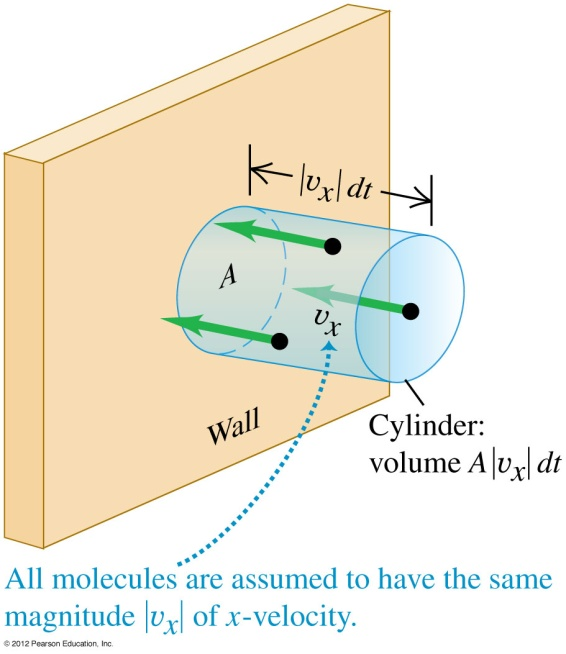 |vₓ| dt
A
vₓ
Wall
Cylinder:
volume A|vₓ| dt
All molecules are assumed to have the same
magnitude |vₓ| of x-velocity.
© 2012 Pearson Education, Inc.